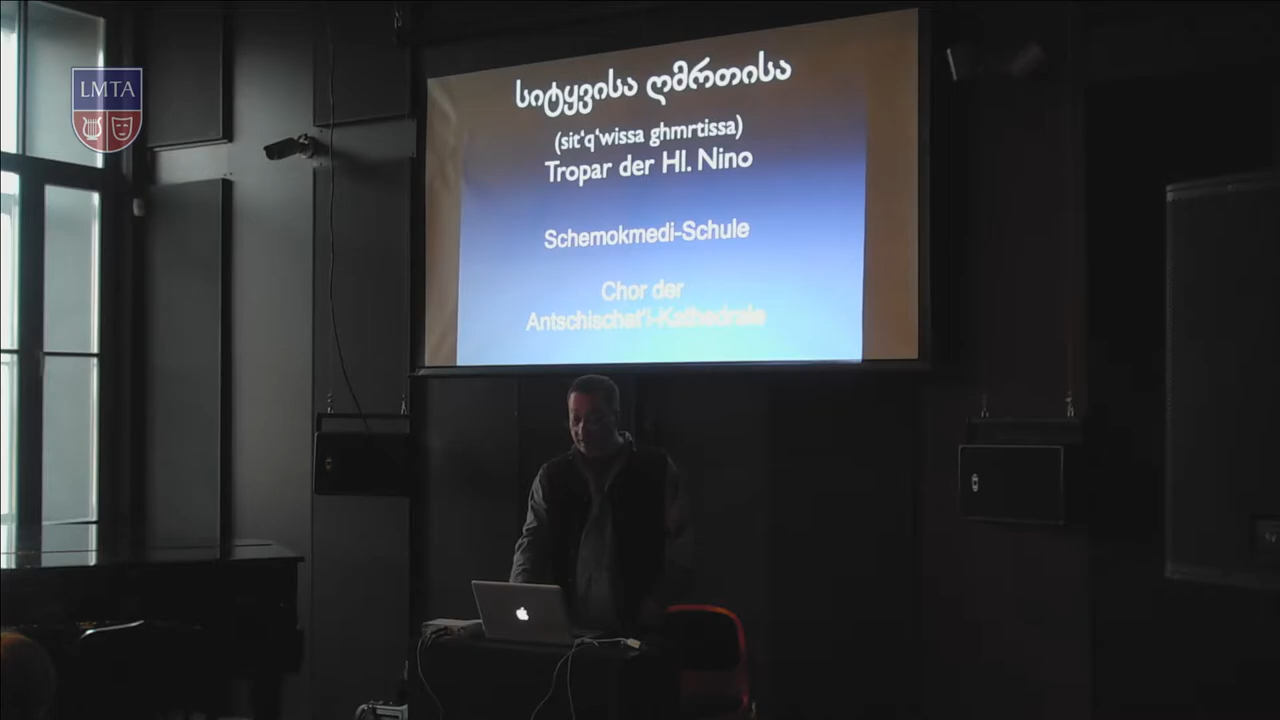 LMTA
სიტყვისა ღმრთისა
(sit‘q‘wissa ghmrtissa)
Tropar der Hl. Nino
Schemokmedi-Schule
Chor der
Antschischat‘i-Kathedrale